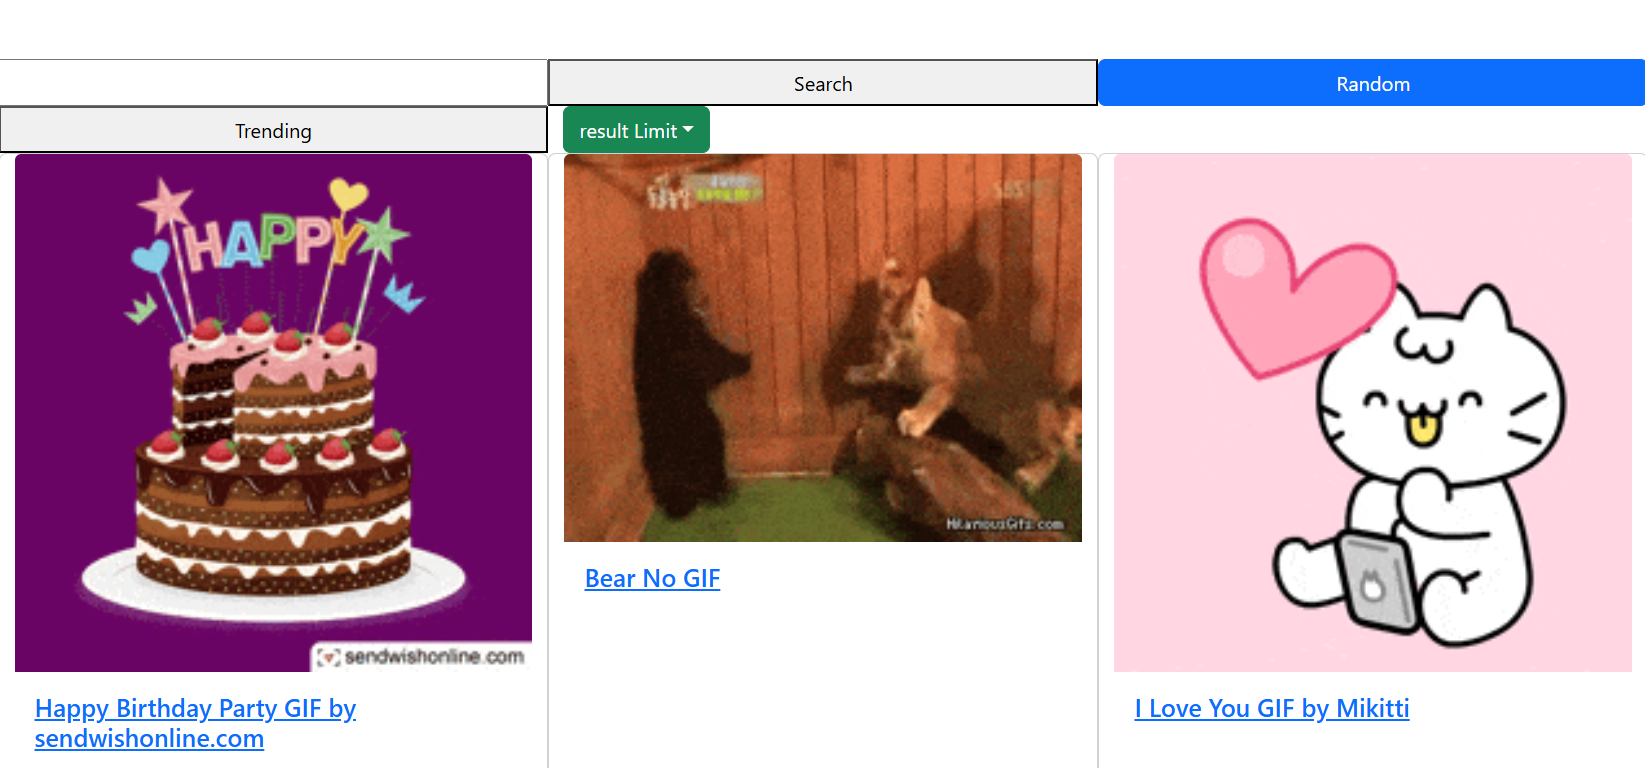 Search
Random
Trending
result Limit
HAPPY
sendwishonline.com
HilariousGifs.com
Bear No GIF
Happy Birthday Party GIF by
sendwishonline.com
I Love You GIF by Mikitti